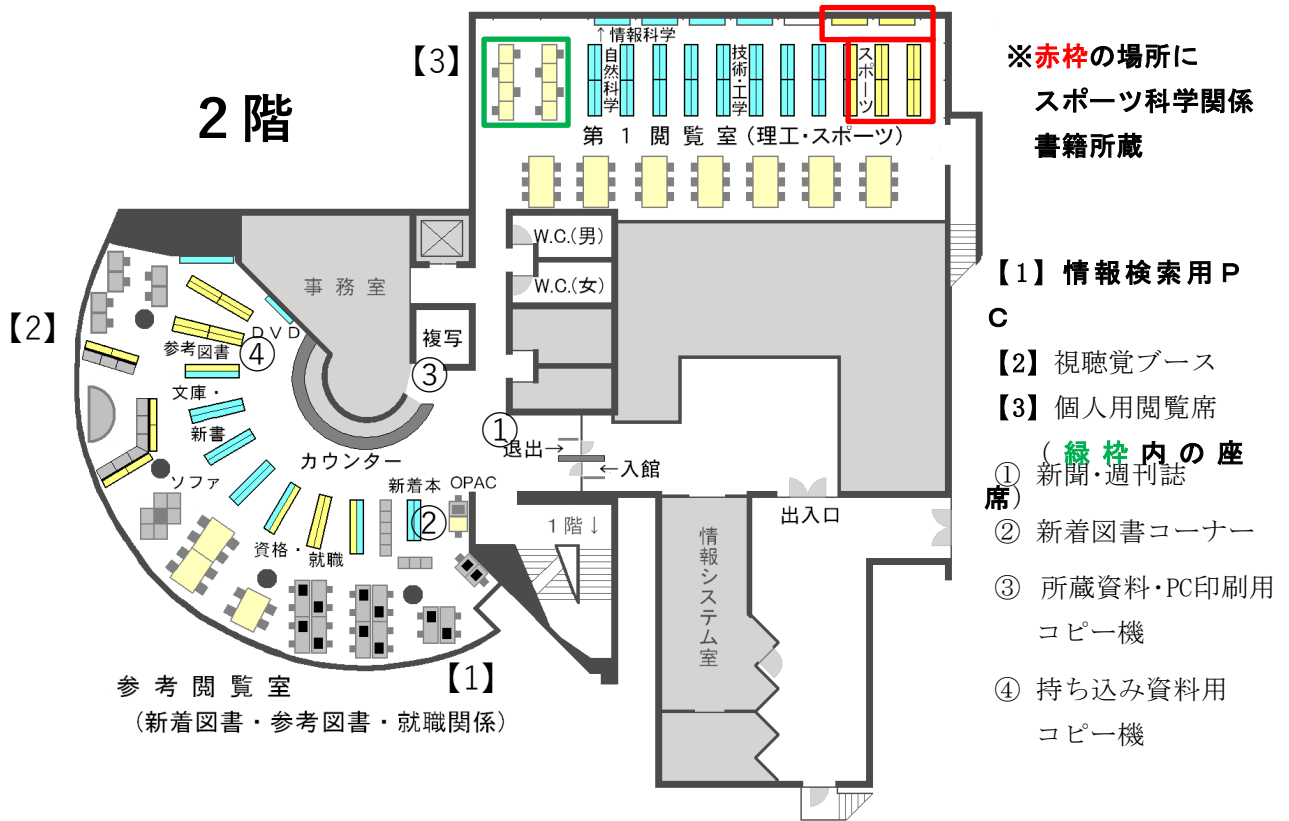 ２階
【3】
↑情報科学
自然科学
技術・工学
スポーツ
第１閲覧室（理工・スポーツ）
※赤枠の場所に
スポーツ科学関係
書籍所蔵
W.C.(男)
W.C.(女)
事務室
複写
③
【2】
ＤＶＤ
参考図書
④
文庫・
新書
カウンター
①
退出→
←入館
ソファ
新着本
OPAC
②
１階↓
資格・就職
出入口
情報システム室
【1】
参考閲覧室
（新着図書・参考図書・就職関係）
【1】情報検索用Ｐ
Ｃ
【2】視聴覚ブース
【3】個人用閲覧席
（緑枠内の座
席）
① 新聞・週刊誌
② 新着図書コーナー
③ 所蔵資料・PC印刷用
コピー機
④ 持ち込み資料用
コピー機